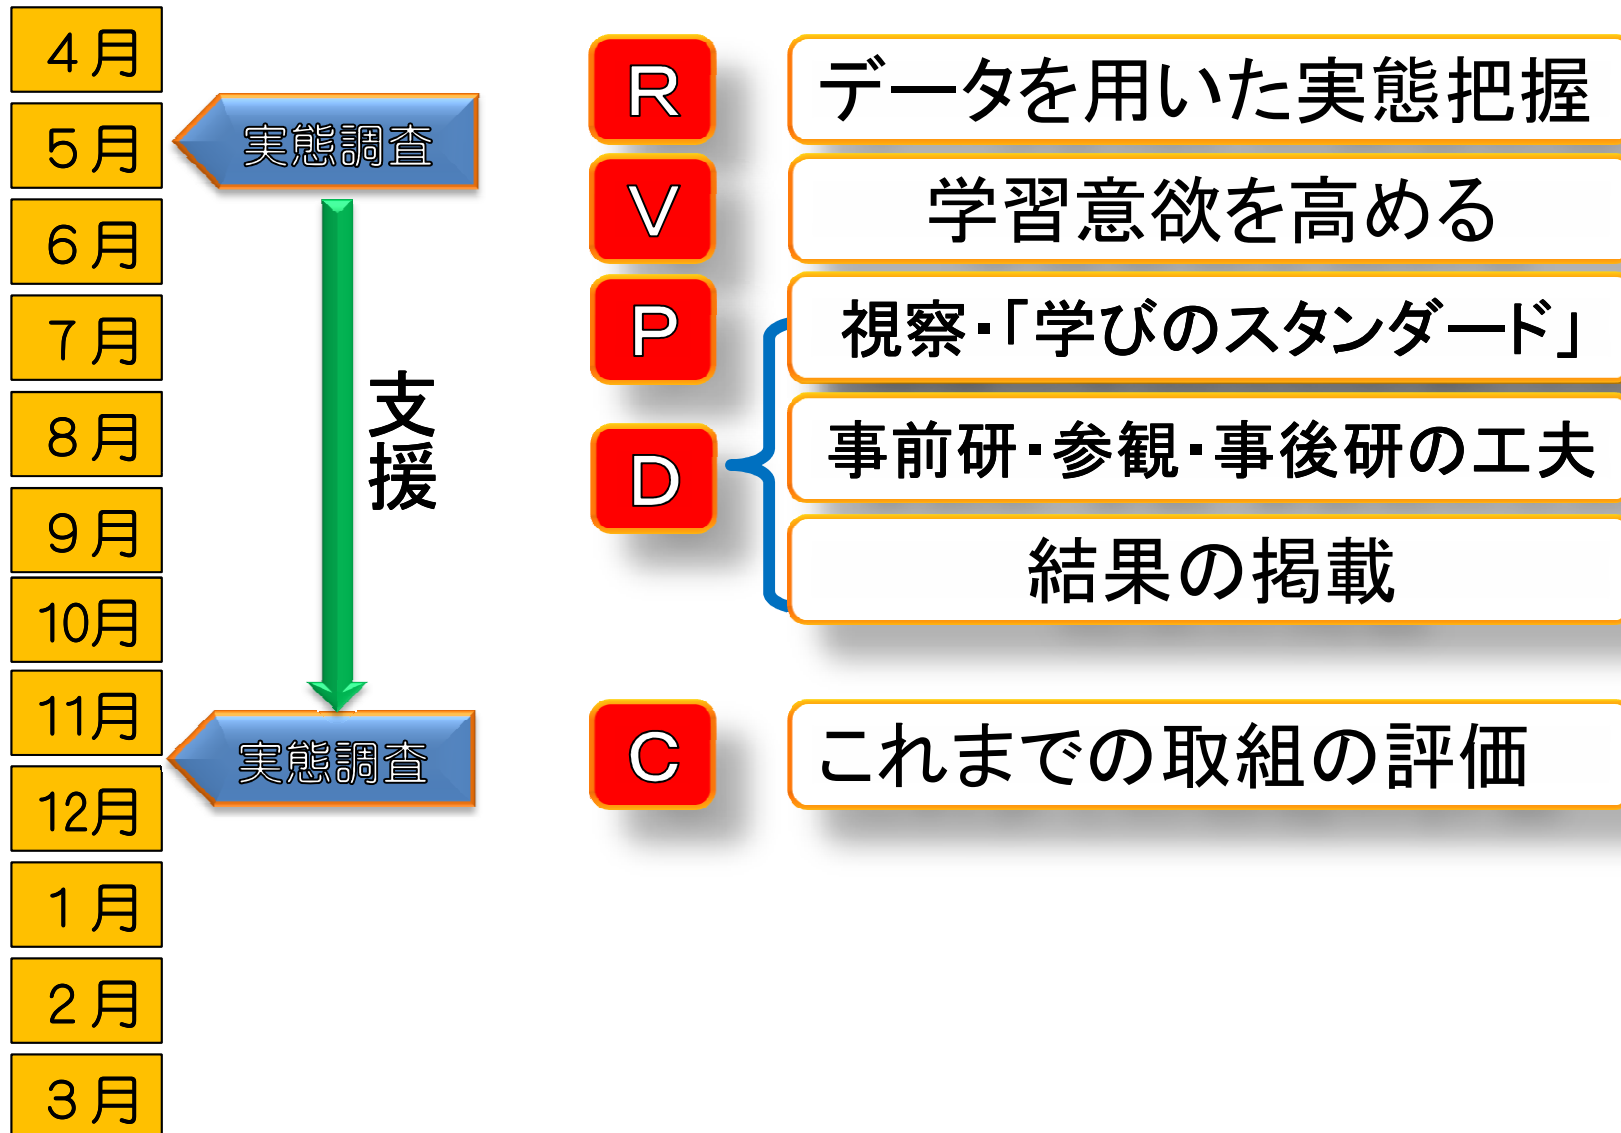 4月
5月
6月
7月
8月
9月
10月
11月
12月
1月
2月
3月
実態調査
支援
実態調査
R
データを用いた実態把握
V
学習意欲を高める
P
視察・「学びのスタンダード」
D
事前研・参観・事後研の工夫
結果の掲載
C
これまでの取組の評価